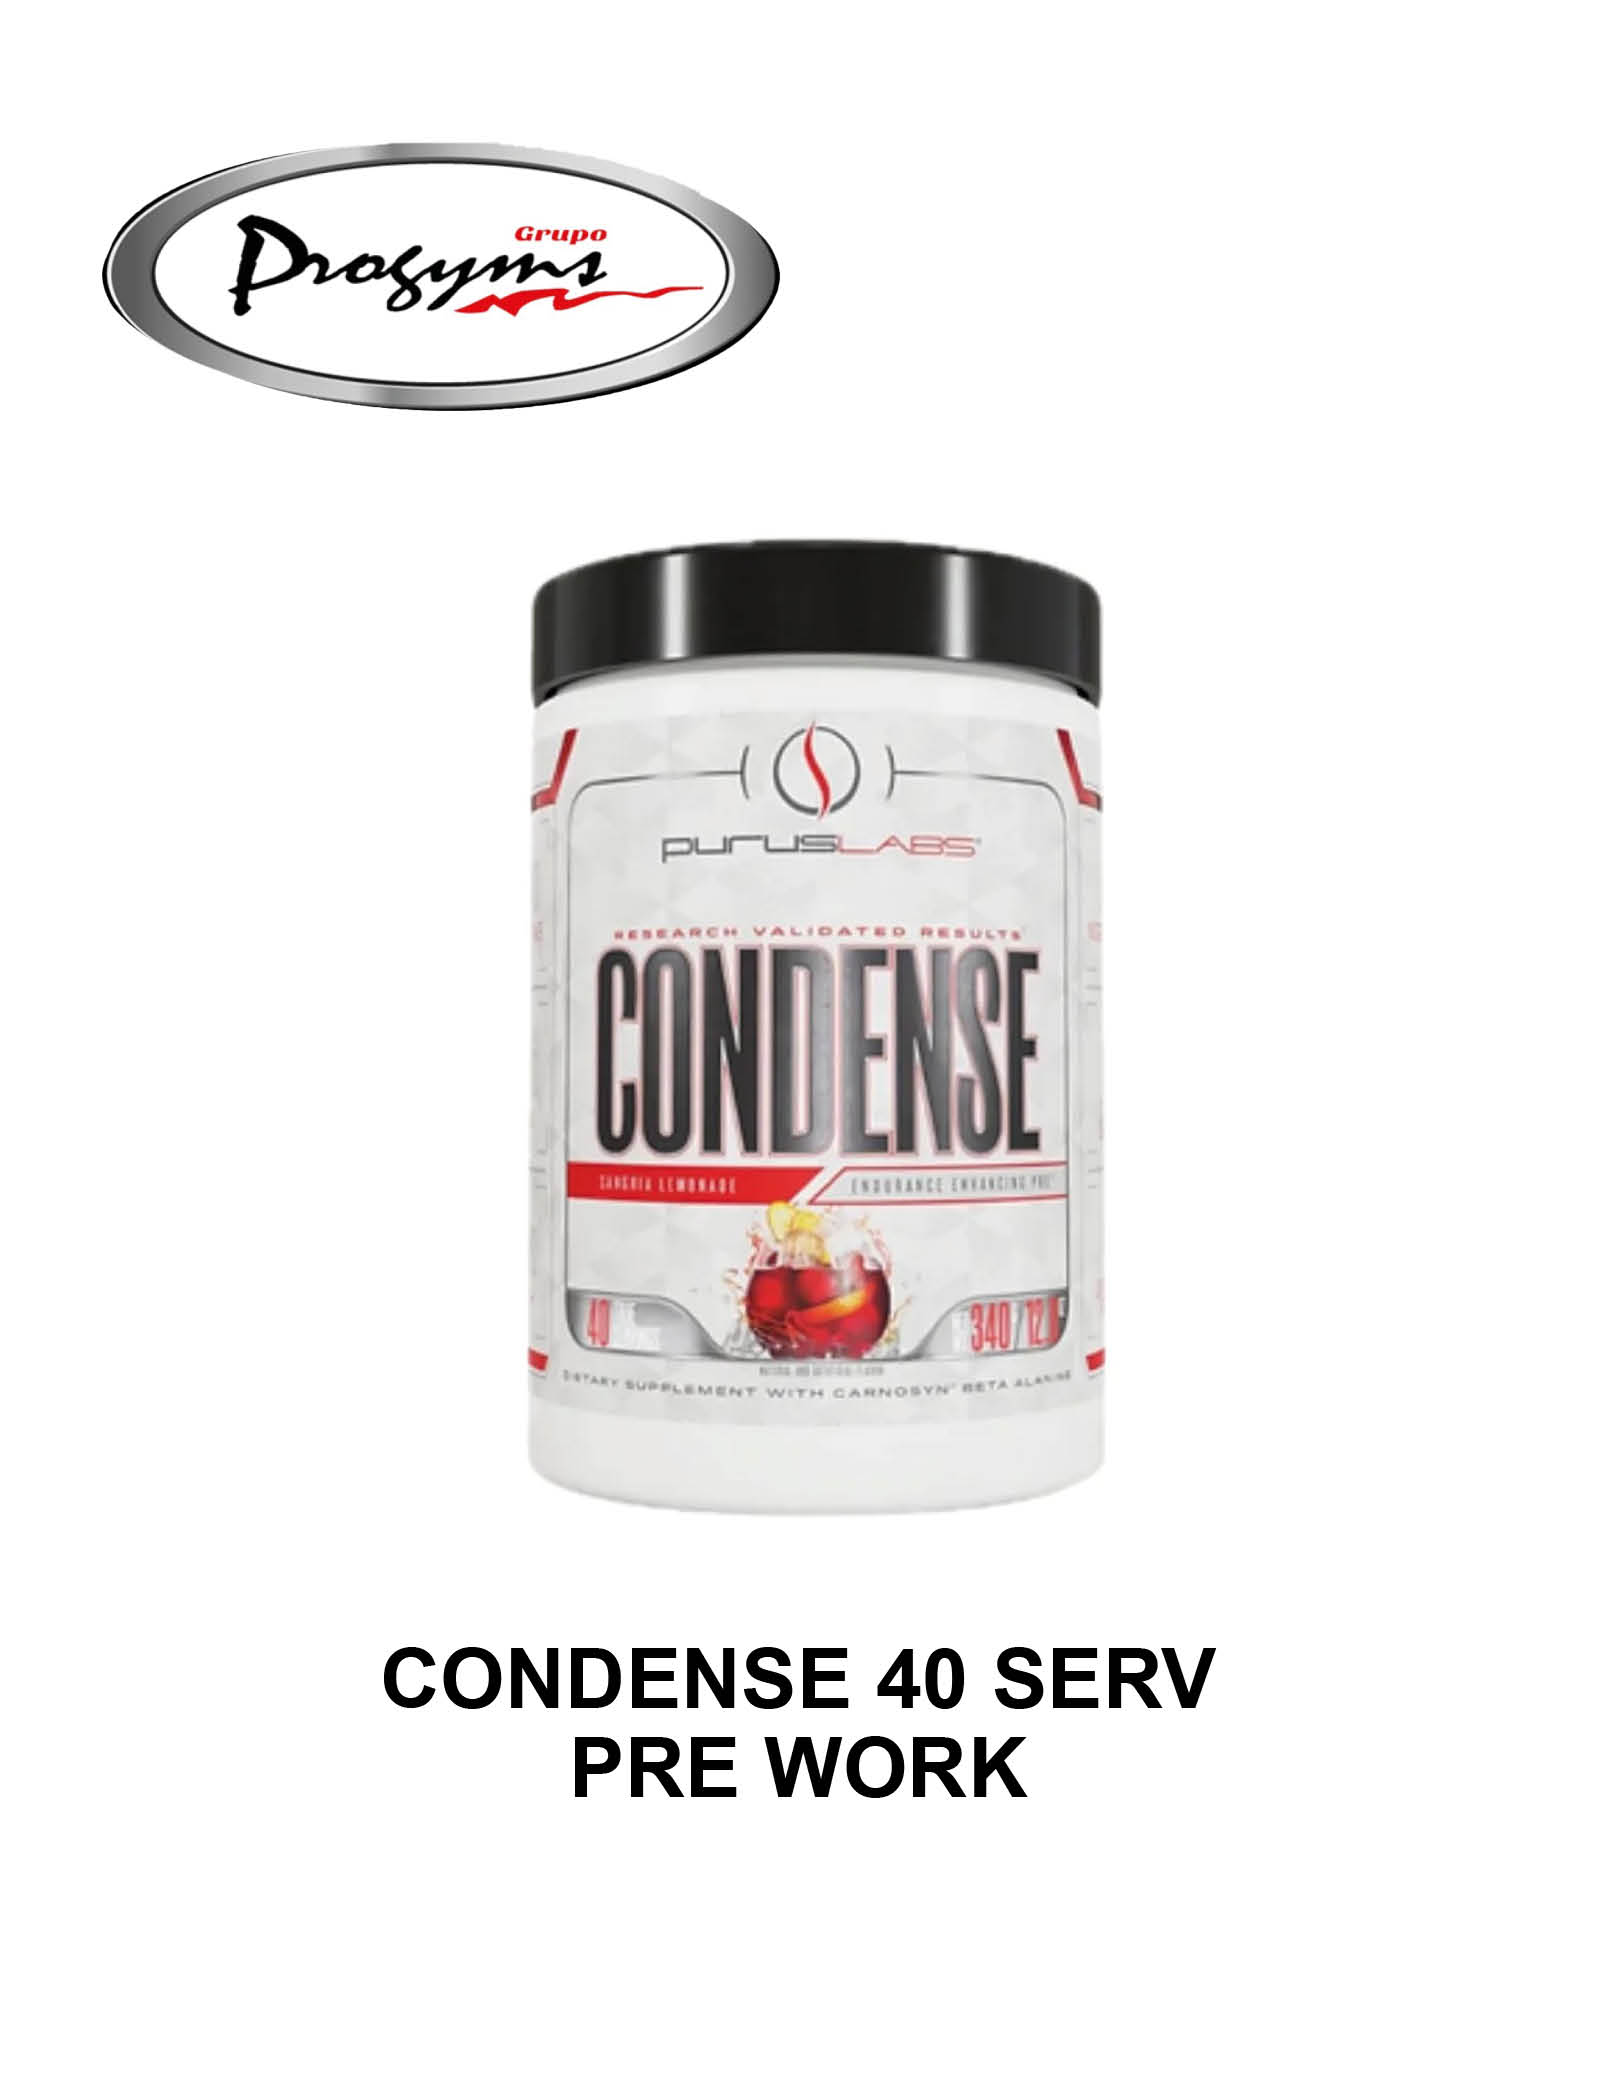 Grupo
Progyms
PURUSLABS
RESEARCH VALIDATED RESULTS
CONDENSE
SANGRIA LEMONADE
ENDURANCE ENHANCING PRE
40
340 / 12.0
DIETARY SUPPLEMENT WITH CARNOSYN® BETA ALANINE
CONDENSE 40 SERV
PRE WORK